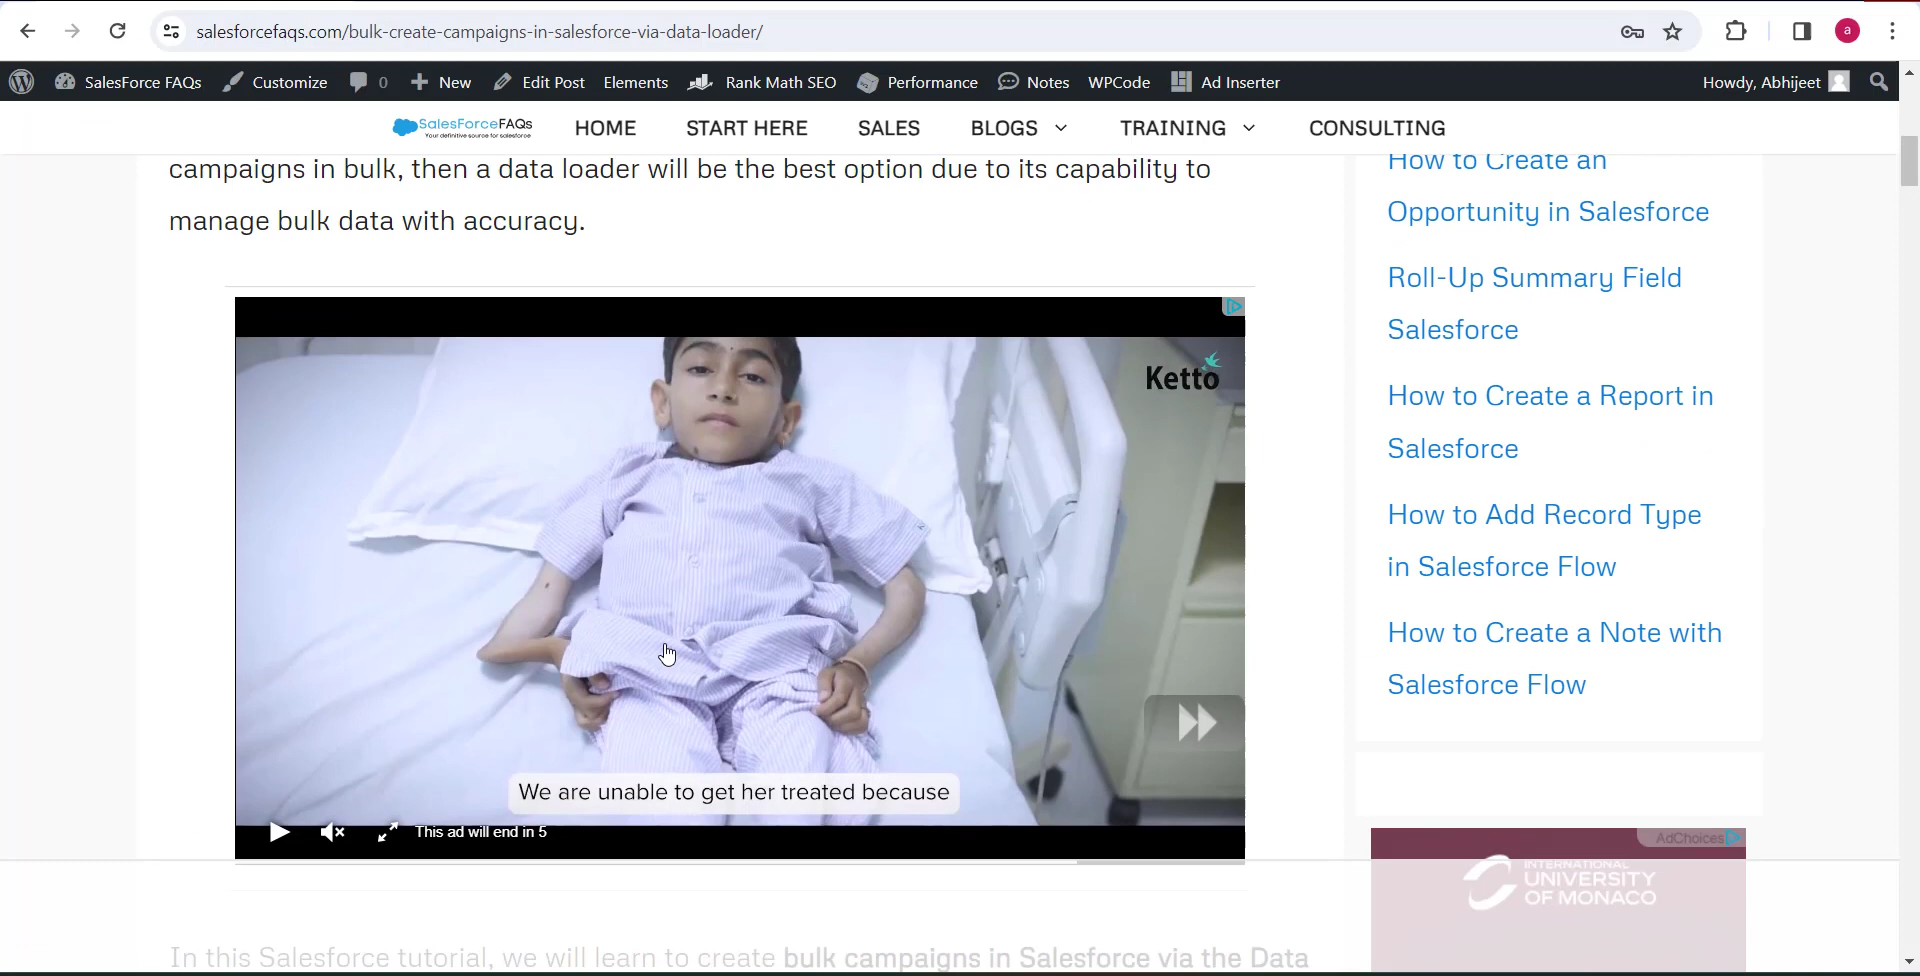 salesforcefaqs.com/bulk-create-campaigns-in-salesforce-via-data-loader/
a
SalesForce FAQs
Customize
0
New
Edit Post
Elements
Rank Math SEO
Performance
Notes
WPCode
Ad Inserter
Howdy, Abhijeet
SalesForceFAQs
Your definitive source for salesforce
HOME
START HERE
SALES
BLOGS
TRAINING
CONSULTING
campaigns in bulk, then a data loader will be the best option due to its capability to
manage bulk data with accuracy.
Ketto
We are unable to get her treated because
This ad will end in 5
In this Salesforce tutorial, we will learn to create bulk campaigns in Salesforce via the Data
How to Create an
Opportunity in Salesforce
Roll-Up Summary Field
Salesforce
How to Create a Report in
Salesforce
How to Add Record Type
in Salesforce Flow
How to Create a Note with
Salesforce Flow
AdChoices
INTERNATIONAL
UNIVERSITY
OF MONACO